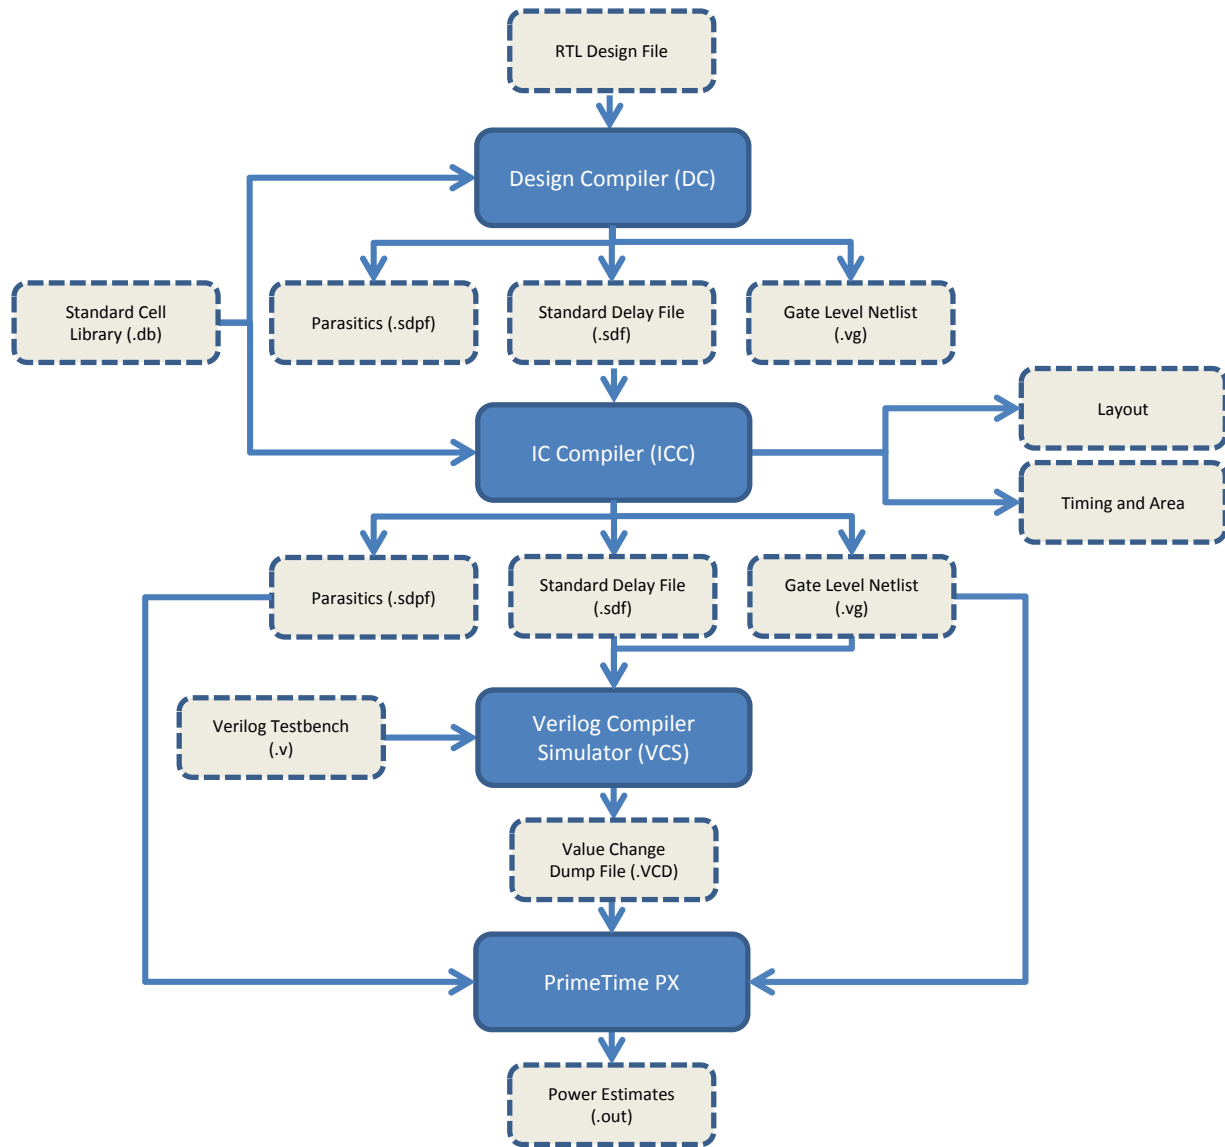 RTL Design File
Design Compiler (DC)
Standard Cell
Library (.db)
Parasitics (.sdpf)
Standard Delay File
(.sdf)
Gate Level Netlist
(.vg)
IC Compiler (ICC)
Layout
Timing and Area
Parasitics (.sdpf)
Standard Delay File
(.sdf)
Gate Level Netlist
(.vg)
Verilog Testbench
(.v)
Verilog Compiler
Simulator (VCS)
Value Change
Dump File (.VCD)
PrimeTime PX
Power Estimates
(.out)